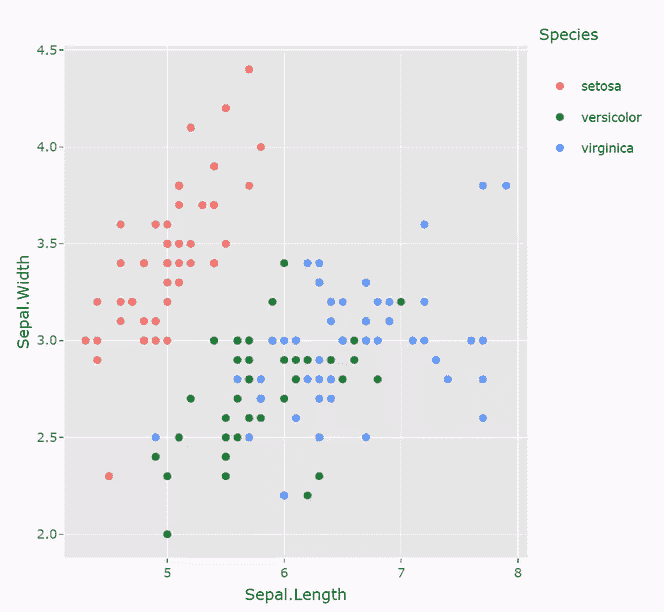 Species
setosa
versicolor
virginica
4.5
4.0
3.5
3.0
2.5
2.0
Sepal.Width
5 6 7 8
Sepal.Length